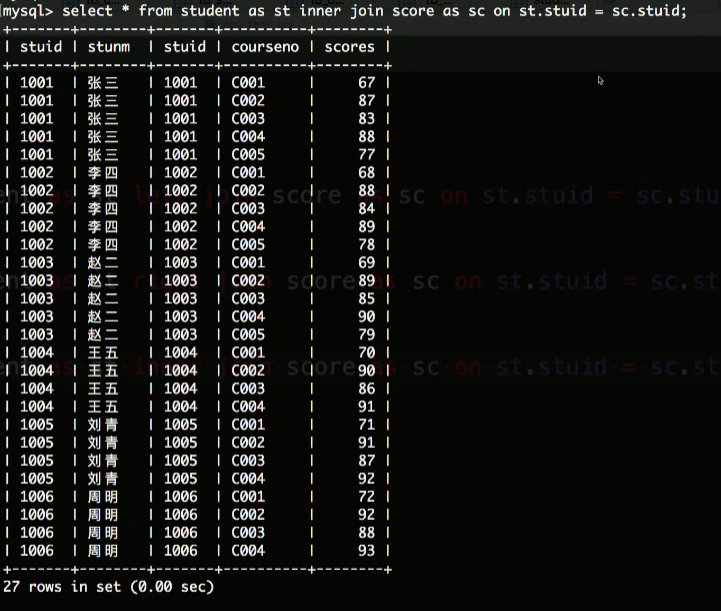 mysql> select * from student as st inner join score as sc on st.stuid = sc.stuid;
+-------+--------+-------+----------+--------+
| stuid | stunm | stuid | courseno | scores |
+-------+--------+-------+----------+--------+
| 1001 | 张三 | 1001 | C001 | 67 |
| 1001 | 张三 | 1001 | C002 | 87 |
| 1001 | 张三 | 1001 | C003 | 83 |
| 1001 | 张三 | 1001 | C004 | 88 |
| 1001 | 张三 | 1001 | C005 | 77 |
| 1002 | 李四 | 1002 | C001 | 68 |
| 1002 | 李四 | 1002 | C002 | 88 |
| 1002 | 李四 | 1002 | C003 | 84 |
| 1002 | 李四 | 1002 | C004 | 89 |
| 1002 | 李四 | 1002 | C005 | 78 |
| 1003 | 赵二 | 1003 | C001 | 69 |
| 1003 | 赵二 | 1003 | C002 | 89 |
| 1003 | 赵二 | 1003 | C003 | 85 |
| 1003 | 赵二 | 1003 | C004 | 90 |
| 1003 | 赵二 | 1003 | C005 | 79 |
| 1004 | 王五 | 1004 | C001 | 70 |
| 1004 | 王五 | 1004 | C002 | 90 |
| 1004 | 王五 | 1004 | C003 | 86 |
| 1004 | 王五 | 1004 | C004 | 91 |
| 1005 | 刘青 | 1005 | C001 | 71 |
| 1005 | 刘青 | 1005 | C002 | 91 |
| 1005 | 刘青 | 1005 | C003 | 87 |
| 1005 | 刘青 | 1005 | C004 | 92 |
| 1006 | 周明 | 1006 | C001 | 72 |
| 1006 | 周明 | 1006 | C002 | 92 |
| 1006 | 周明 | 1006 | C003 | 88 |
| 1006 | 周明 | 1006 | C004 | 93 |
+-------+--------+-------+----------+--------+
27 rows in set (0.00 sec)